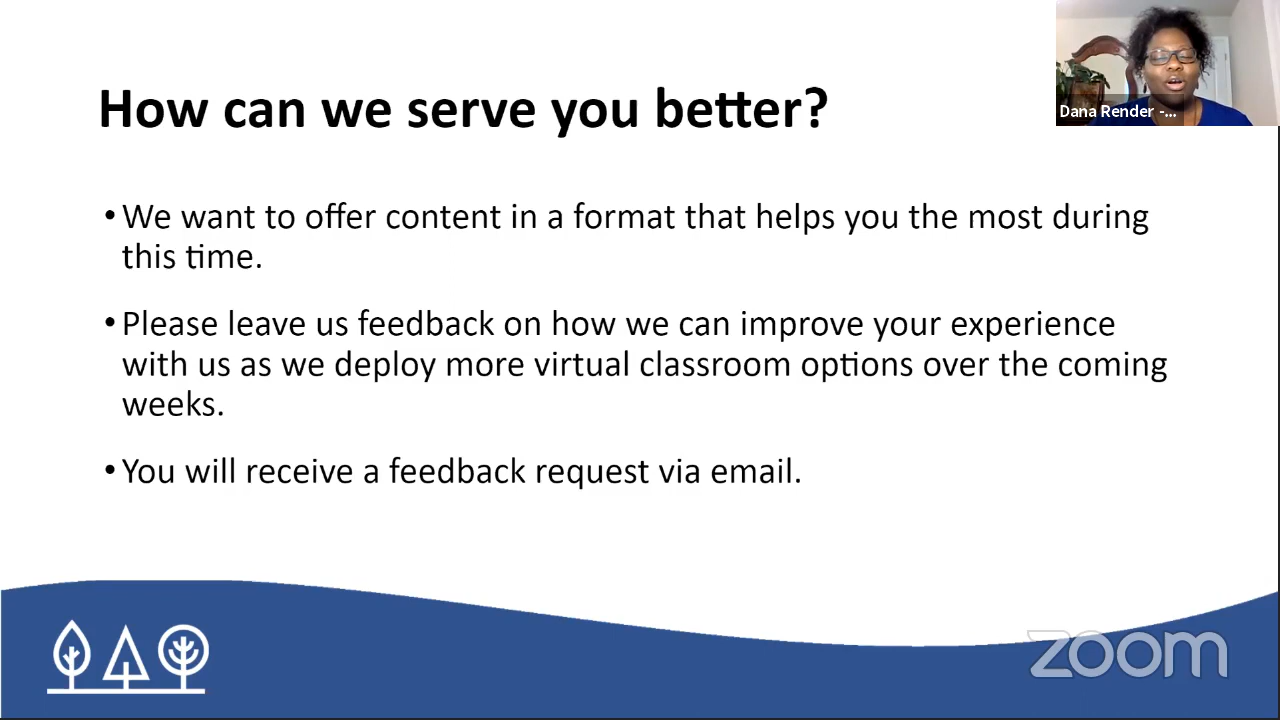 How can we serve you better?
Dana Render -...
• We want to offer content in a format that helps you the most during
this time.
• Please leave us feedback on how we can improve your experience
with us as we deploy more virtual classroom options over the coming
weeks.
• You will receive a feedback request via email.
zoom